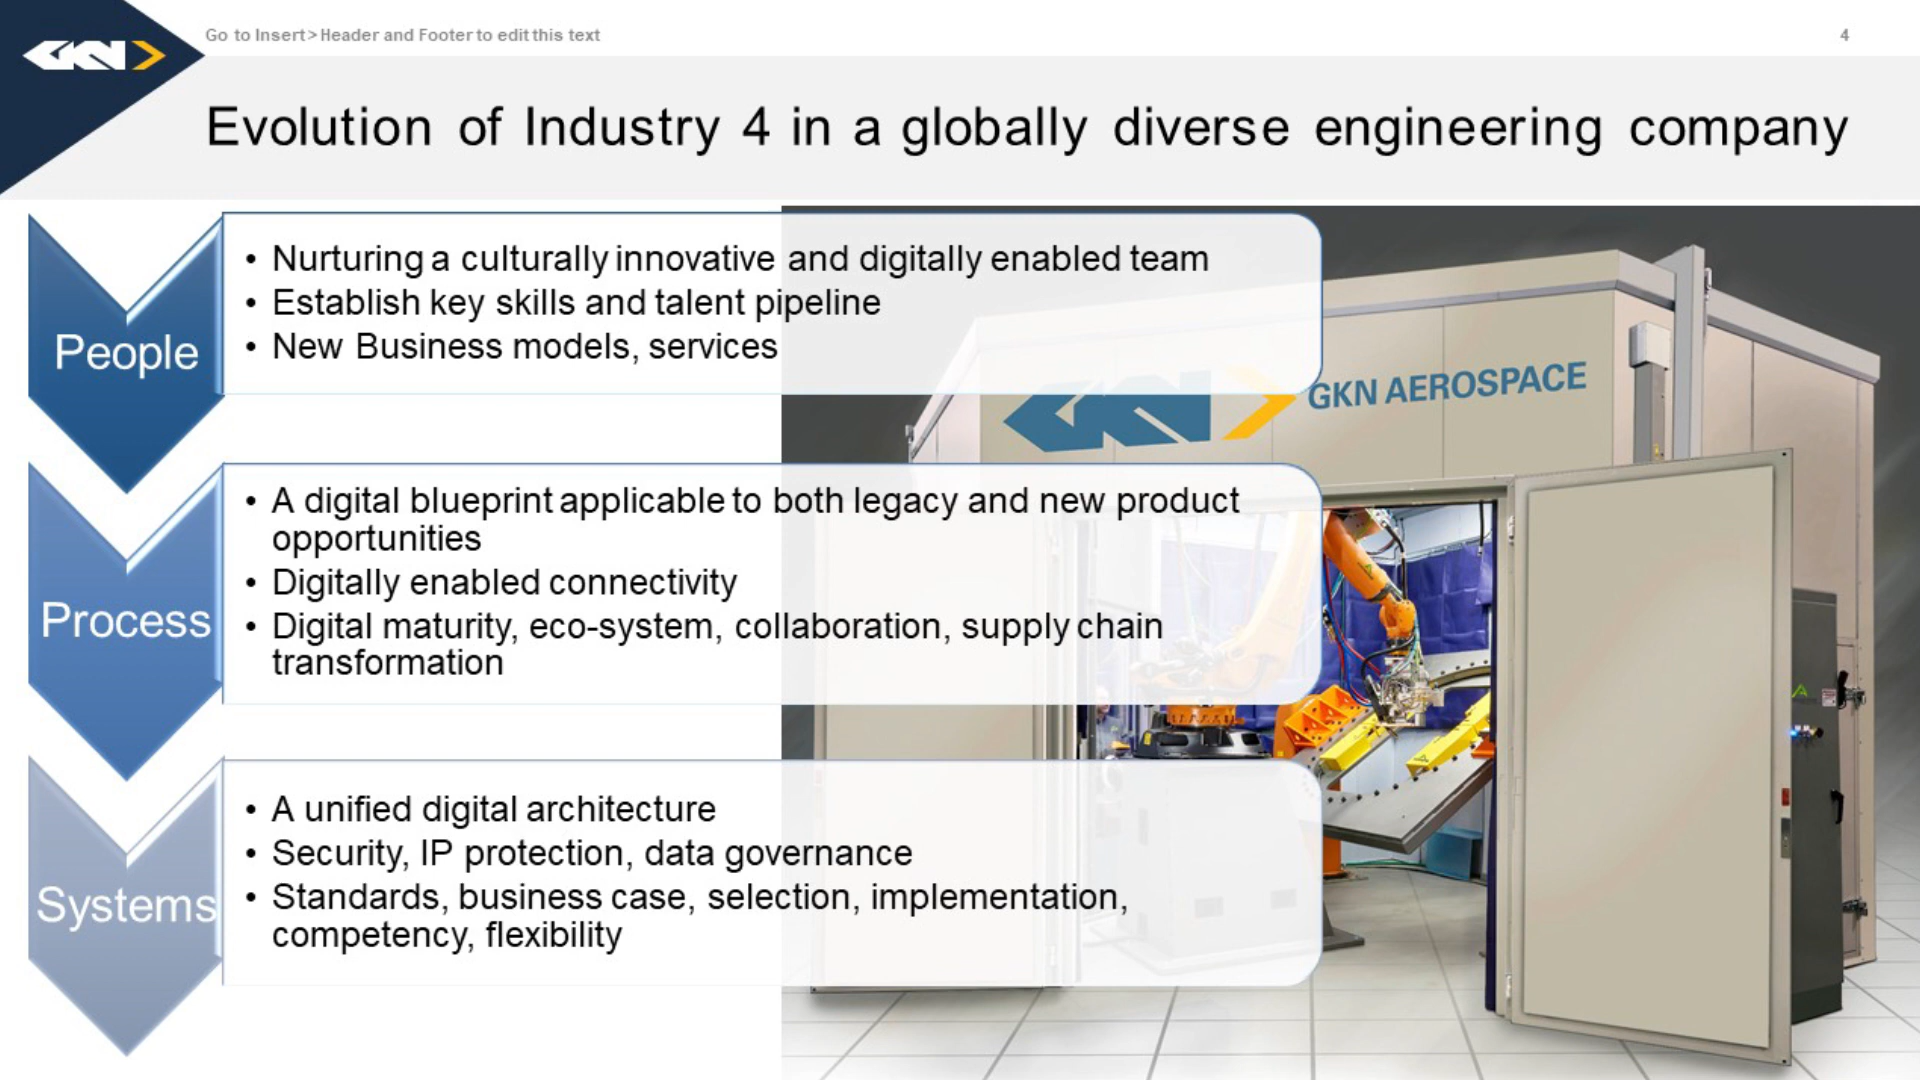 GKN
Go to Insert > Header and Footer to edit this text
4
Evolution of Industry 4 in a globally diverse engineering company
People
• Nurturing a culturally innovative and digitally enabled team
• Establish key skills and talent pipeline
• New Business models, services
GKN AEROSPACE
Process
• A digital blueprint applicable to both legacy and new product
opportunities
• Digitally enabled connectivity
• Digital maturity, eco-system, collaboration, supply chain
transformation
Systems
• A unified digital architecture
• Security, IP protection, data governance
• Standards, business case, selection, implementation,
competency, flexibility